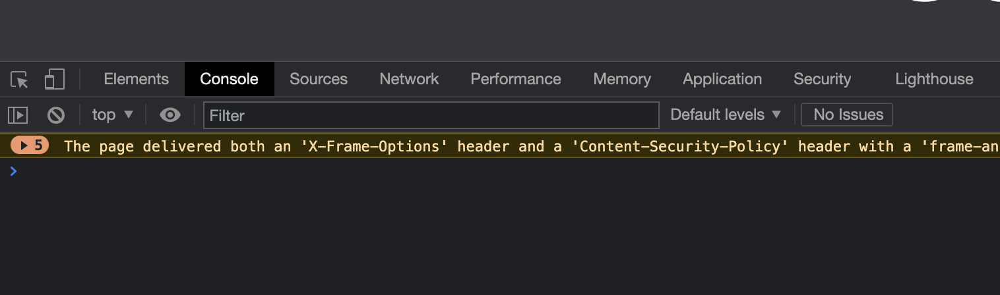 Elements Console Sources Network Performance Memory Application Security Lighthouse
top Filter Default levels No Issues
5 The page delivered both an 'X-Frame-Options' header and a 'Content-Security-Policy' header with a 'frame-an